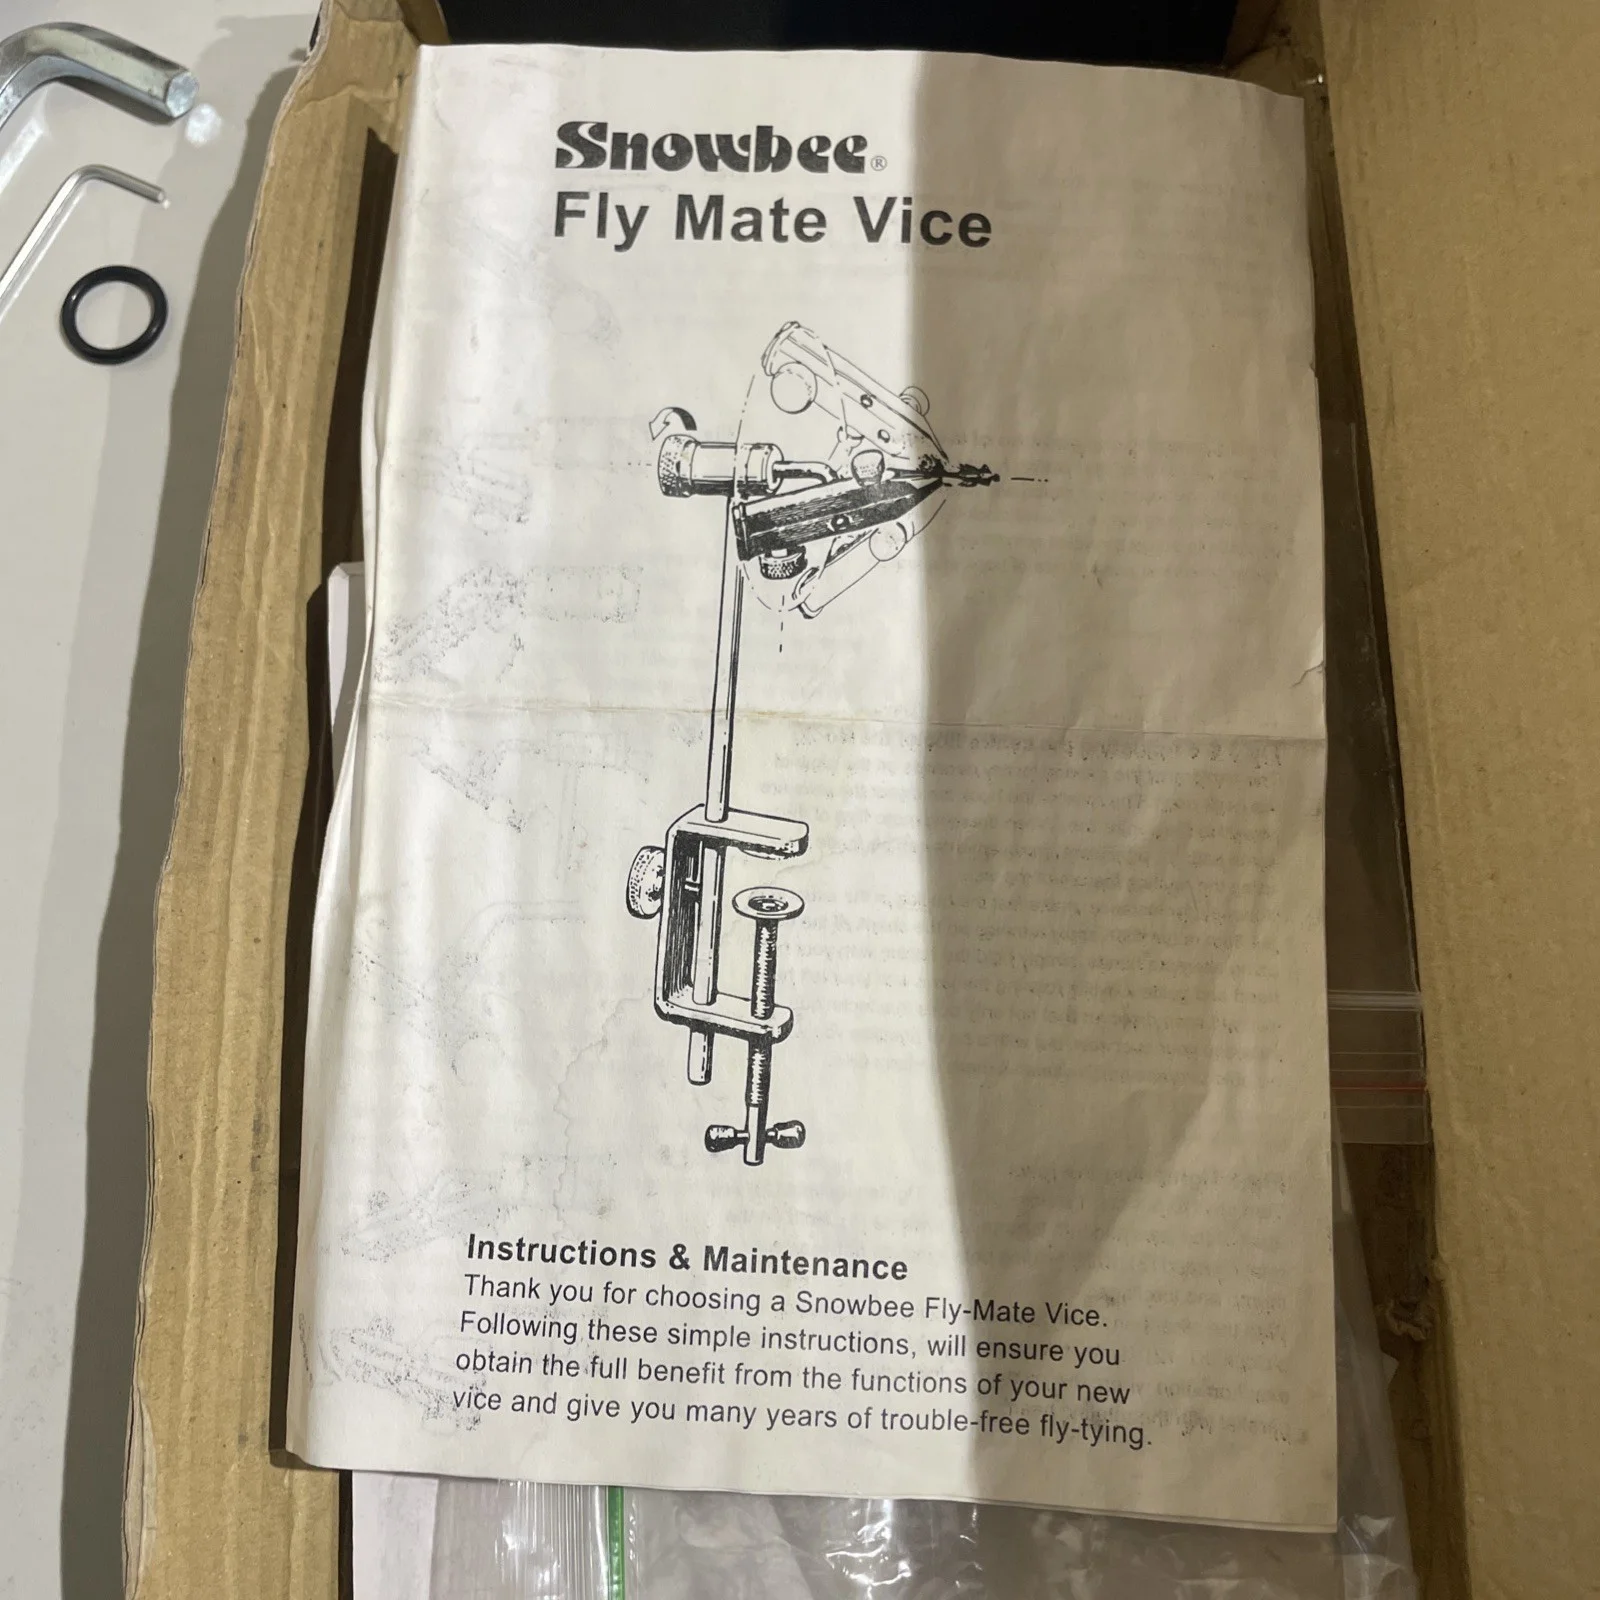 Snowbee®
Fly Mate Vice
Instructions & Maintenance
Thank you for choosing a Snowbee Fly-Mate Vice.
Following these simple instructions, will ensure you
obtain the full benefit from the functions of your new
vice and give you many years of trouble-free fly-tying.